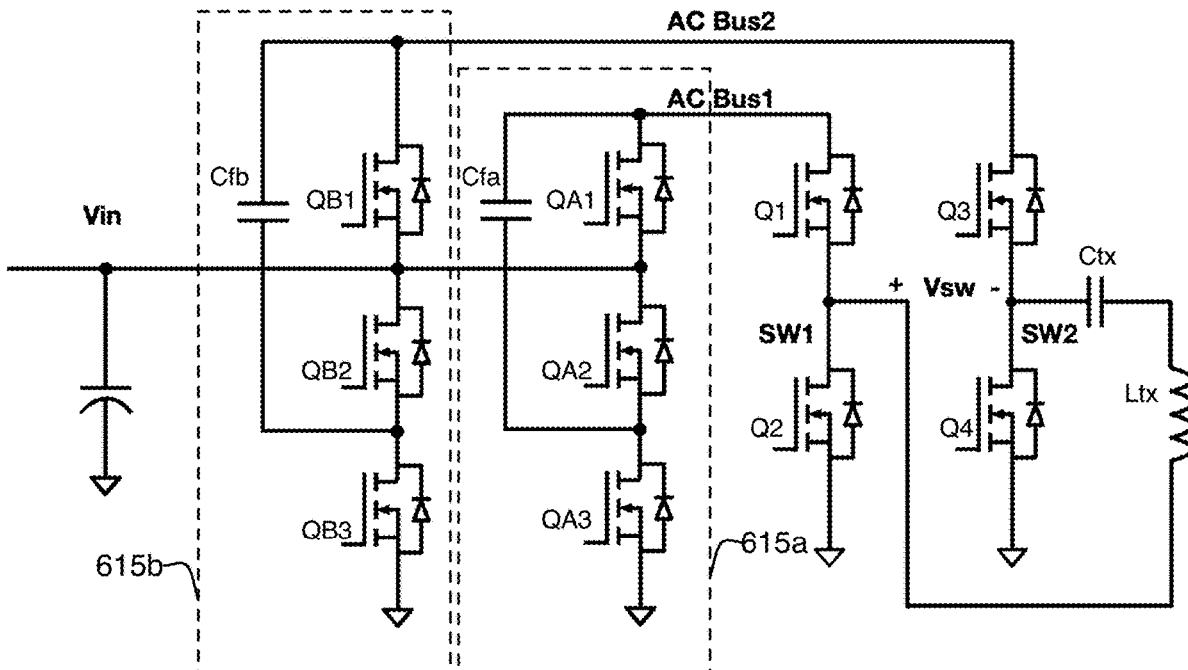 AC Bus2
AC Bus1
Cfb
QB1
Cfa
QA1
Q1
Q3
Vin
Ctx
+
Vsw
-
SW1
SW2
QB2
QA2
Q2
Q4
Ltx
QB3
QA3
615b
615a